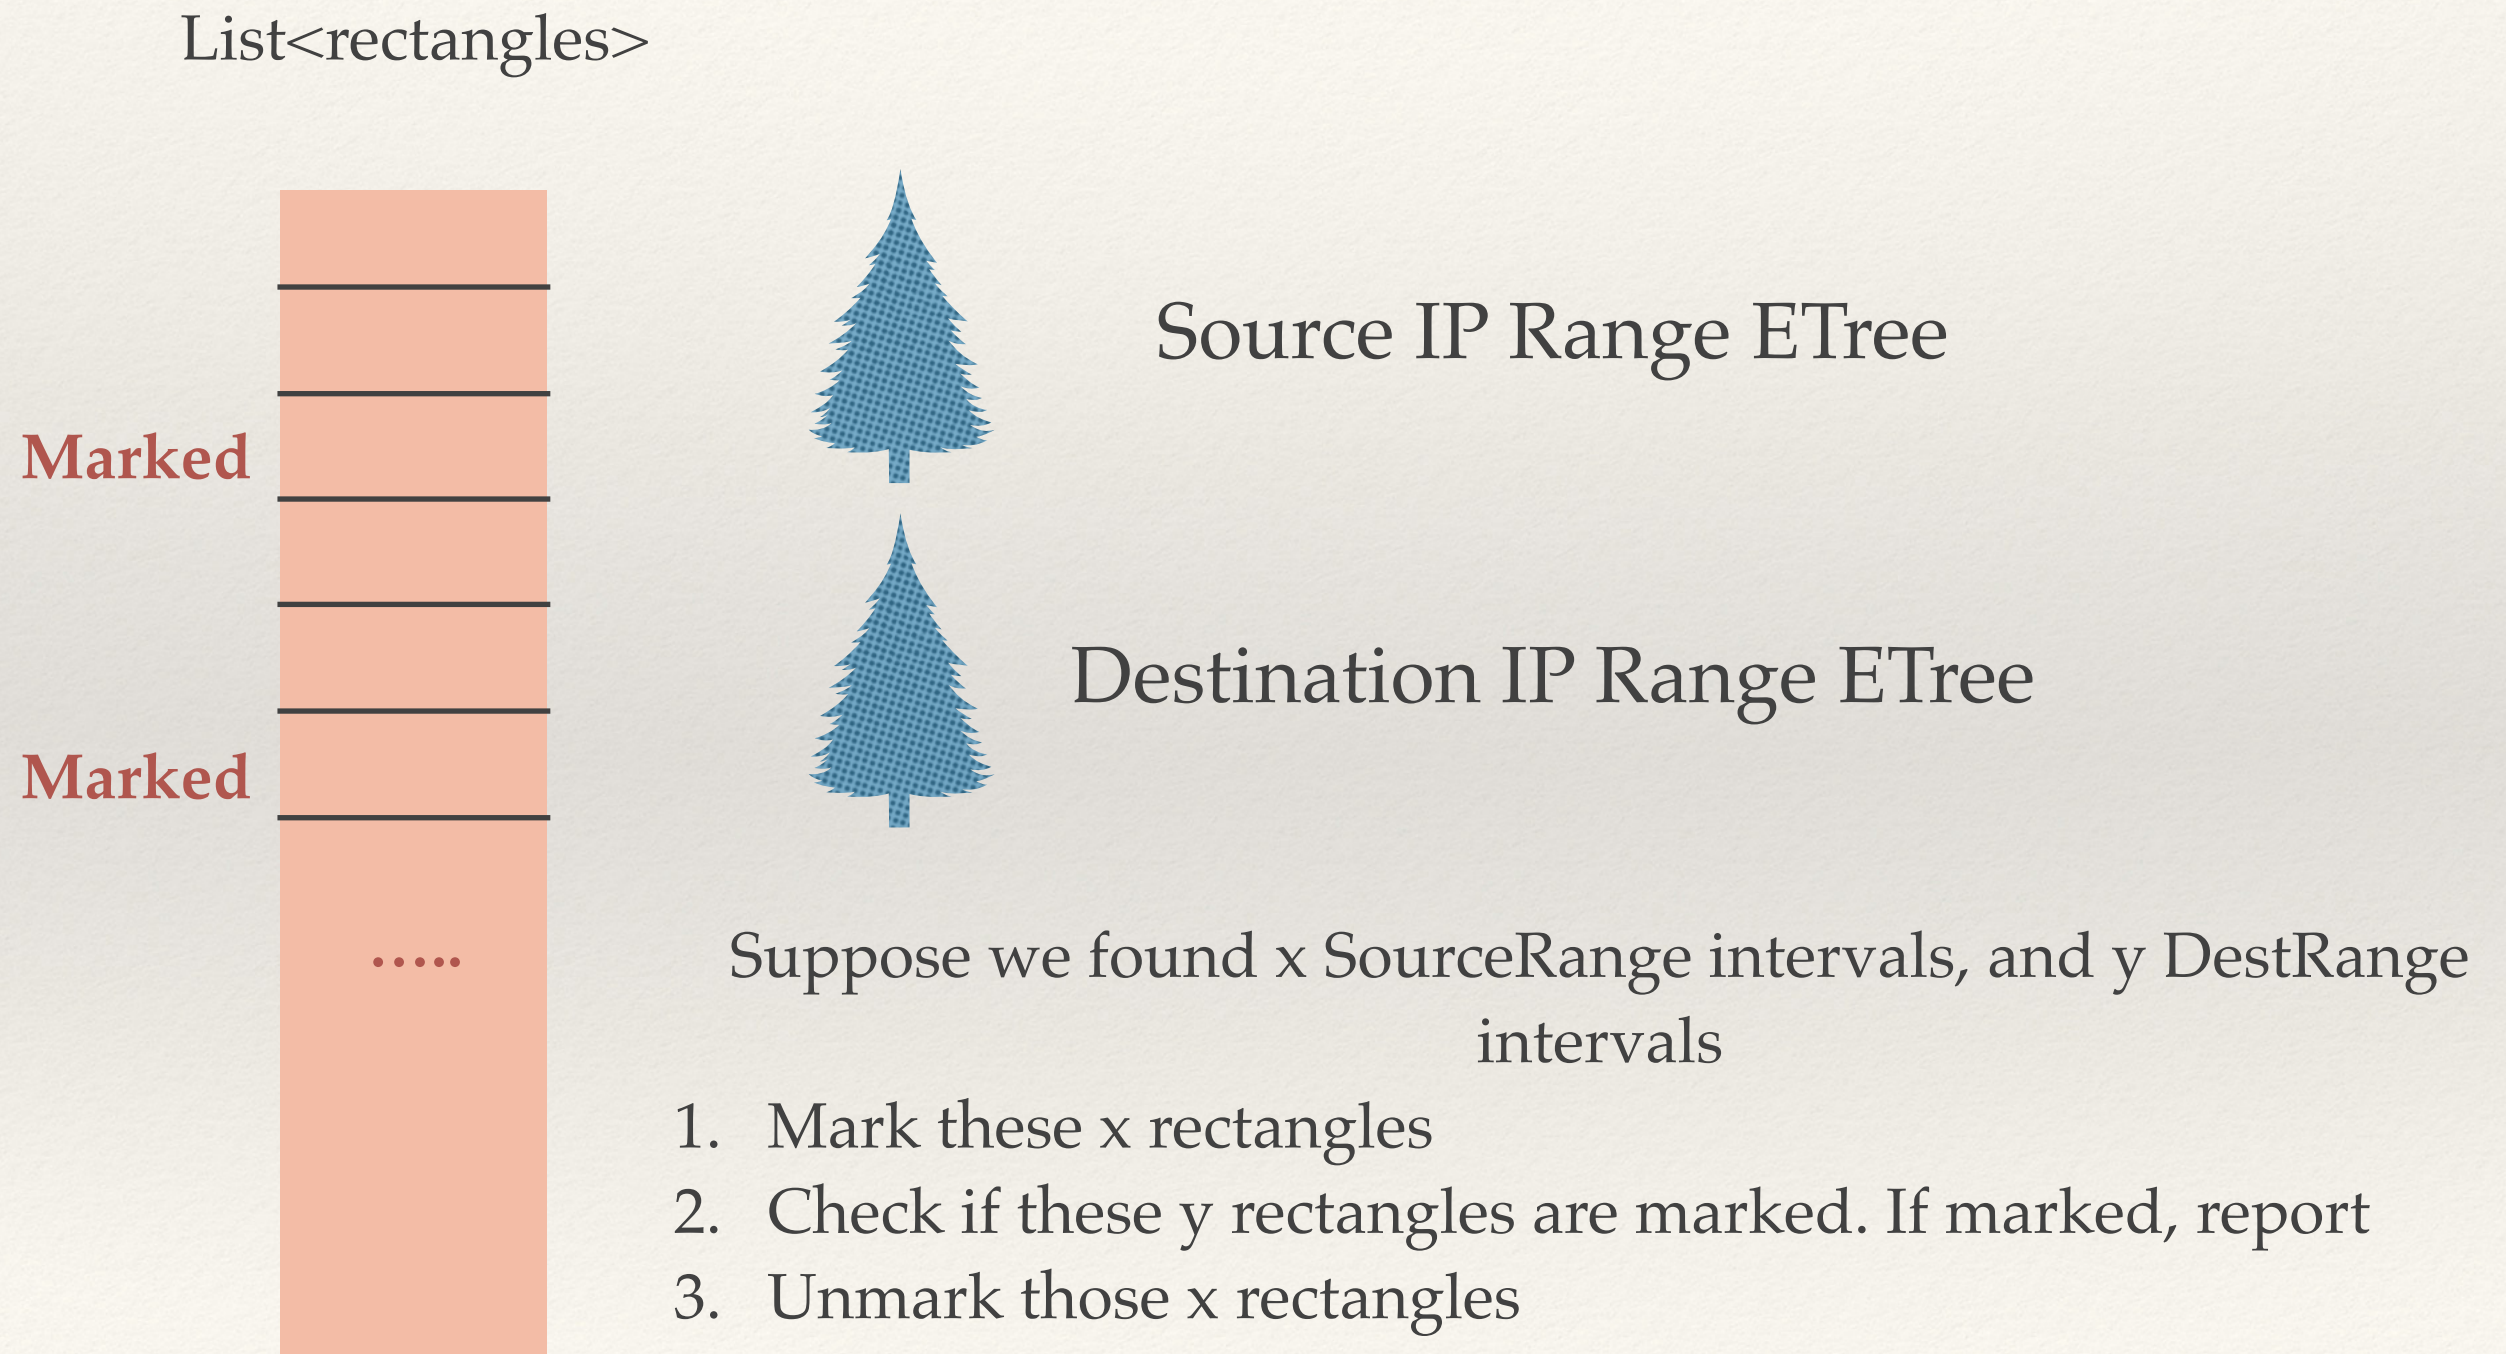 List<rectangles>
Source IP Range ETree
Marked
Destination IP Range ETree
Marked
.....
Suppose we found x SourceRange intervals, and y DestRange
intervals
1. Mark these x rectangles
2. Check if these y rectangles are marked. If marked, report
3. Unmark those x rectangles